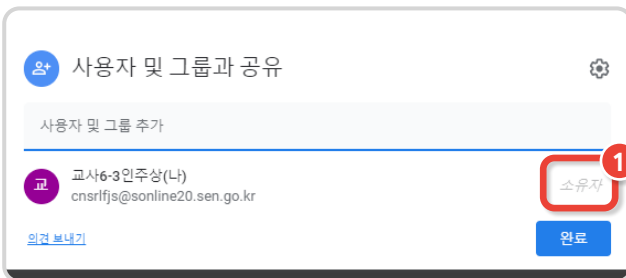 사용자 및 그룹과 공유
사용자 및 그룹 추가
1
교
교사6-3인주상(나)
cnsrlfjs@sonline20.sen.go.kr
소유자
의견 보내기
완료